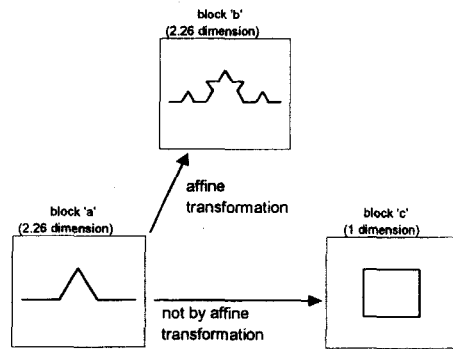 block 'b'
(2.26 dimension)
affine
transformation
block 'a'
(2.26 dimension)
block 'c'
(1 dimension)
not by affine
transformation